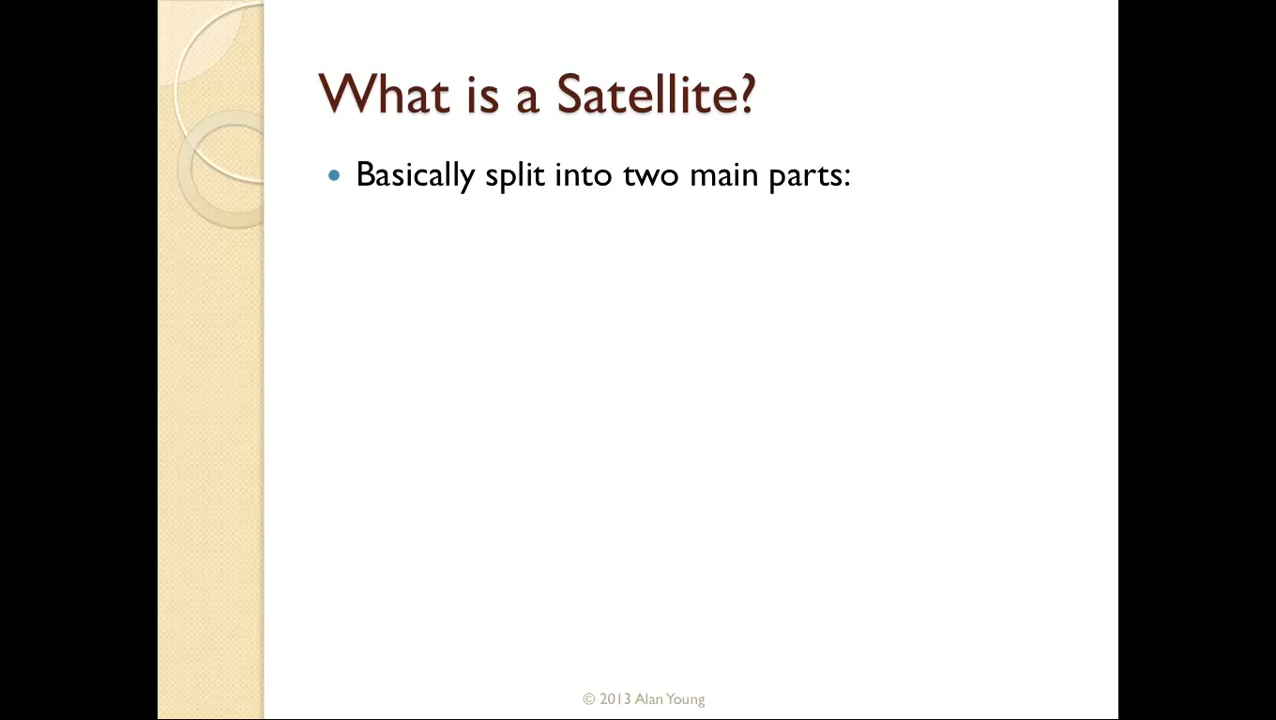 What is a Satellite?
• Basically split into two main parts:
© 2013 Alan Young